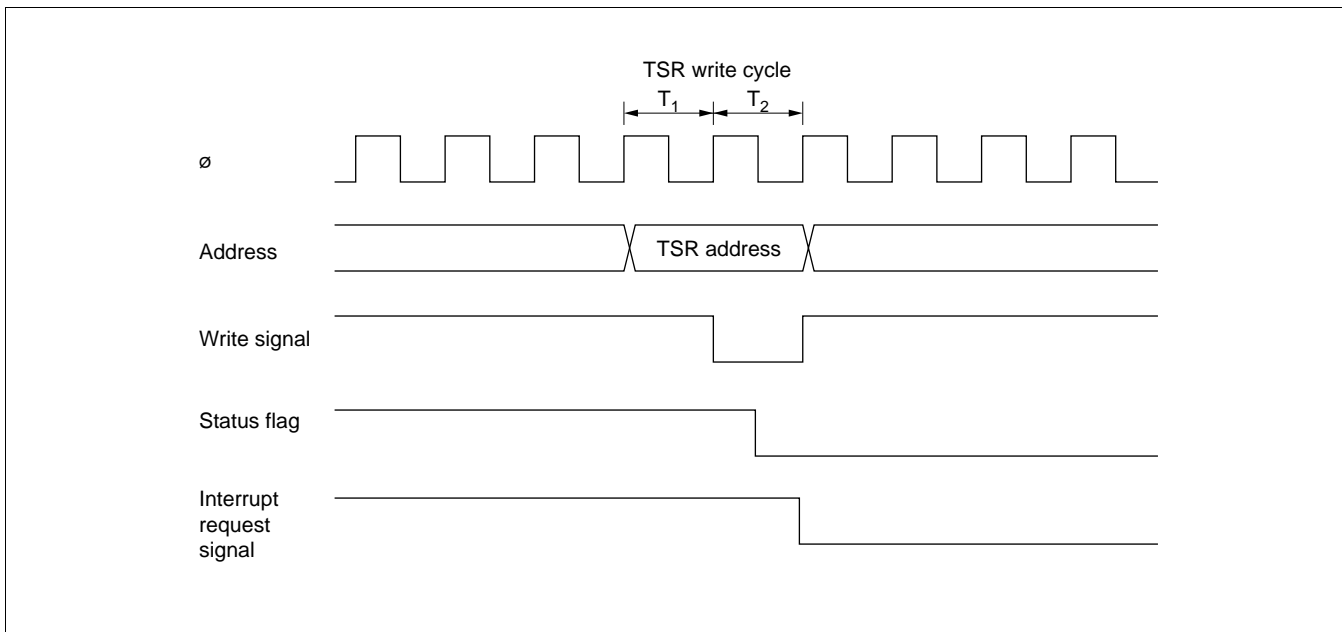 TSR write cycle
T₁ T₂
ø
Address
TSR address
Write signal
Status flag
Interrupt
request
signal